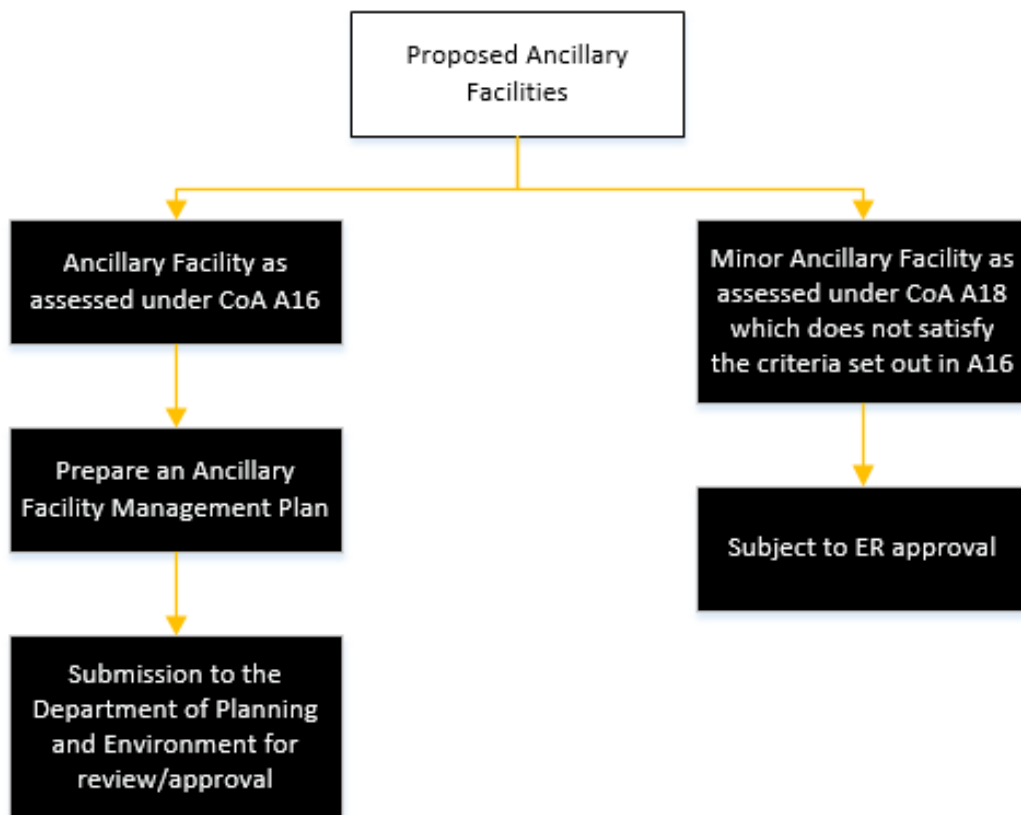 Proposed Ancillary
Facilities
Ancillary Facility as
assessed under CoA A16
Prepare an Ancillary
Facility Management Plan
Submission to the
Department of Planning
and Environment for
review/approval
Minor Ancillary Facility as
assessed under CoA A18
which does not satisfy
the criteria set out in A16
Subject to ER approval